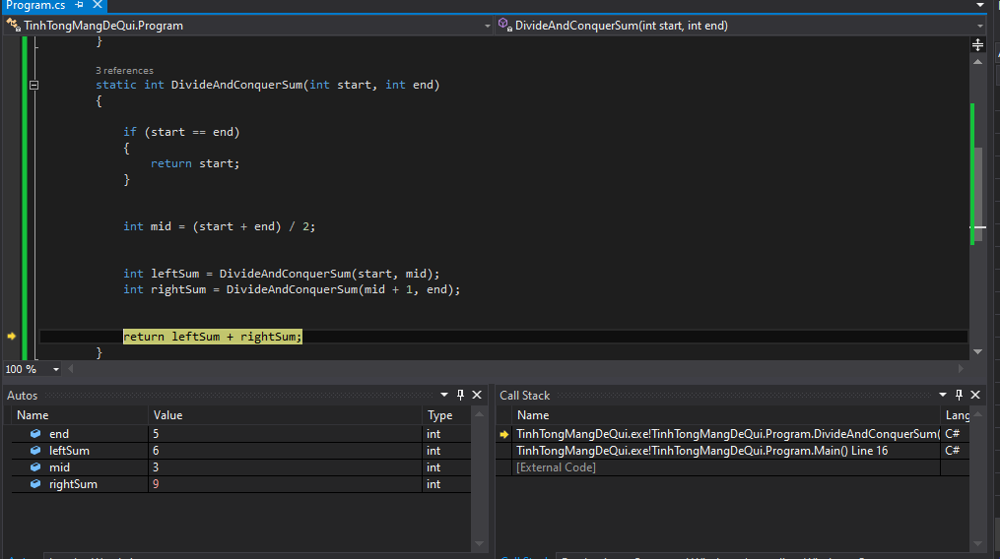 Program.cs
TinhTongMangDeQui.Program
DivideAndConquerSum(int start, int end)
}
3 references
static int DivideAndConquerSum(int start, int end)
{
if (start == end)
{
return start;
}
int mid = (start + end) / 2;
int leftSum = DivideAndConquerSum(start, mid);
int rightSum = DivideAndConquerSum(mid + 1, end);
return leftSum + rightSum;
}
100 %
Autos
Name Value Type
end 5 int
leftSum 6 int
mid 3 int
rightSum 9 int
Call Stack
Name Lang
TinhTongMangDeQui.exe!TinhTongMangDeQui.Program.DivideAndConquerSum( C#
TinhTongMangDeQui.exe!TinhTongMangDeQui.Program.Main() Line 16 C#
[External Code]